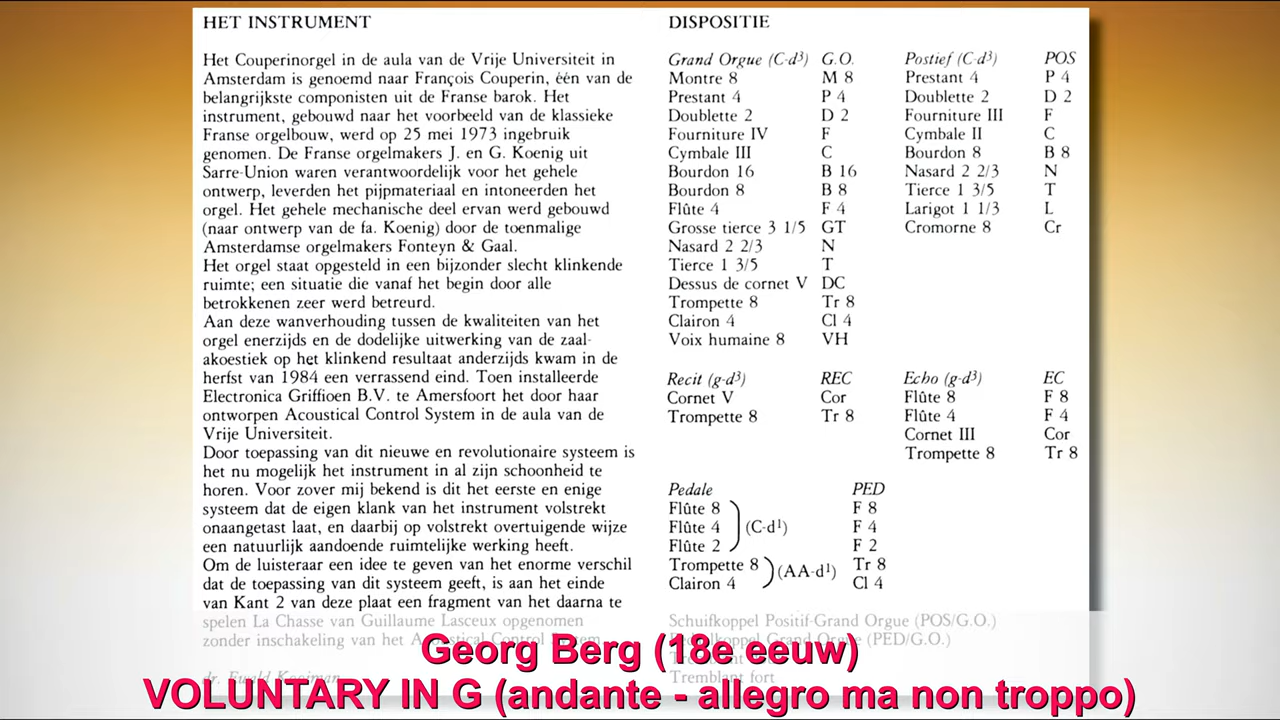 HET INSTRUMENT
Het Couperinorgel in de aula van de Vrije Universiteit in
Amsterdam is genoemd naar François Couperin, één van de
belangrijkste componisten uit de Franse barok. Het
instrument, gebouwd naar het voorbeeld van de klassieke
Franse orgelbouw, werd op 25 mei 1973 ingebruik
genomen. De Franse orgelmakers J. en G. Koenig uit
Sarre-Union waren verantwoordelijk voor het gehele
ontwerp, leverden het pijpmateriaal en intoneerden het
orgel. Het gehele mechanische deel ervan werd gebouwd
(naar ontwerp van de fa. Koenig) door de toenmalige
Amsterdamse orgelmakers Fonteyn & Gaal.
Het orgel staat opgesteld in een bijzonder slecht klinkende
ruimte; een situatie die vanaf het begin door alle
betrokkenen zeer werd betreurd.
Aan deze wanverhouding tussen de kwaliteiten van het
orgel enerzijds en de dodelijke uitwerking van de zaal-
akoestiek op het klinkend resultaat anderzijds kwam in de
herfst van 1984 een verrassend eind. Toen installeerde
Electronica Griffioen B.V. te Amersfoort het door haar
ontworpen Acoustical Control System in de aula van de
Vrije Universiteit.
Door toepassing van dit nieuwe en revolutionaire systeem is
het nu mogelijk het instrument in al zijn schoonheid te
horen. Voor zover mij bekend is dit het eerste en enige
systeem dat de eigen klank van het instrument volstrekt
onaangetast laat, en daarbij op volstrekt overtuigende wijze
een natuurlijk aandoende ruimtelijke werking heeft.
Om de luisteraar een idee te geven van het enorme verschil
dat de toepassing van dit systeem geeft, is aan het einde
van Kant 2 van deze plaat een fragment van het daarna te
spelen La Chasse van Guillaume Lasceux opgenomen
zonder inschakeling van het Acoustical Control System
dr. Ewald Kooiman
DISPOSITIE
Grand Orgue (C-d³) G.O.
Montre 8 M 8
Prestant 4 P 4
Doublette 2 D 2
Fourniture IV F
Cymbale III C
Bourdon 16 B 16
Bourdon 8 B 8
Flûte 4 F 4
Grosse tierce 3 1/5 GT
Nasard 2 2/3 N
Tierce 1 3/5 T
Dessus de cornet V DC
Trompette 8 Tr 8
Clairon 4 Cl 4
Voix humaine 8 VH
Postief (C-d³) POS
Prestant 4 P 4
Doublette 2 D 2
Fourniture III F
Cymbale II C
Bourdon 8 B 8
Nasard 2 2/3 N
Tierce 1 3/5 T
Larigot 1 1/3 L
Cromorne 8 Cr
Recit (g-d³) REC
Cornet V Cor
Trompette 8 Tr 8
Echo (g-d³) EC
Flûte 8 F 8
Flûte 4 F 4
Cornet III Cor
Trompette 8 Tr 8
Pedale PED
Flûte 8 F 8
Flûte 4 (C-d¹) F 4
Flûte 2 F 2
Trompette 8 (AA-d¹) Tr 8
Clairon 4 Cl 4
Schuifkoppel Positif-Grand Orgue (POS/G.O.)
Grand Orgue (PED/G.O.)
Tremblant fort
Georg Berg (18e eeuw)
VOLUNTARY IN G (andante - allegro ma non troppo)